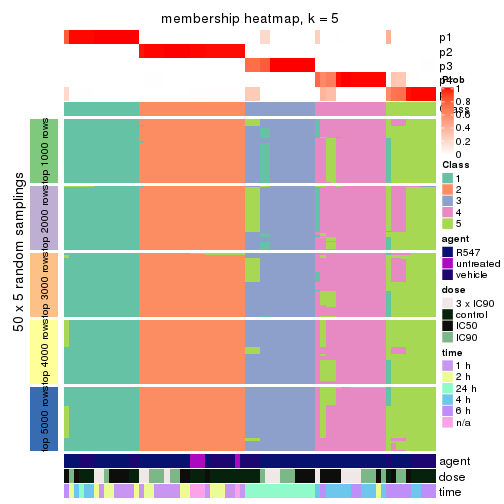 membership heatmap, k = 5
p1
p2
p3
p4
Prob
1
0.8
0.6
0.4
0.2
0
Class
Class
1
2
3
4
5
agent
R547
untreated
vehicle
dose
3 x IC90
control
IC50
IC90
time
1 h
2 h
24 h
4 h
6 h
n/a
50 x 5 random samplings
top 1000 rows
top 2000 rows
top 3000 rows
top 4000 rows
top 5000 rows
agent
dose
time